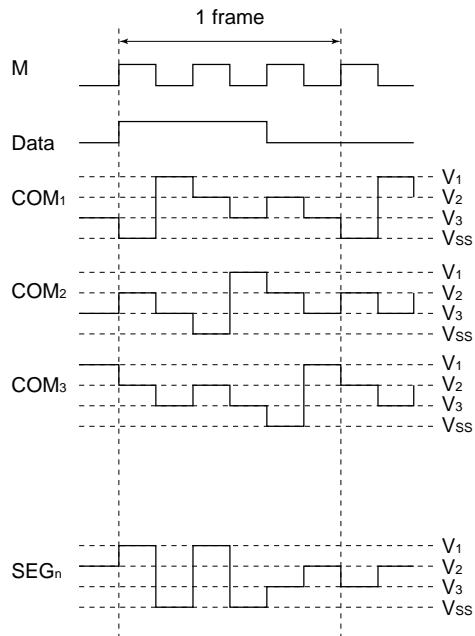 1 frame
M
Data
COM1
V1
V2
V3
VSS
COM2
V1
V2
V3
VSS
COM3
V1
V2
V3
VSS
SEGn
V1
V2
V3
VSS